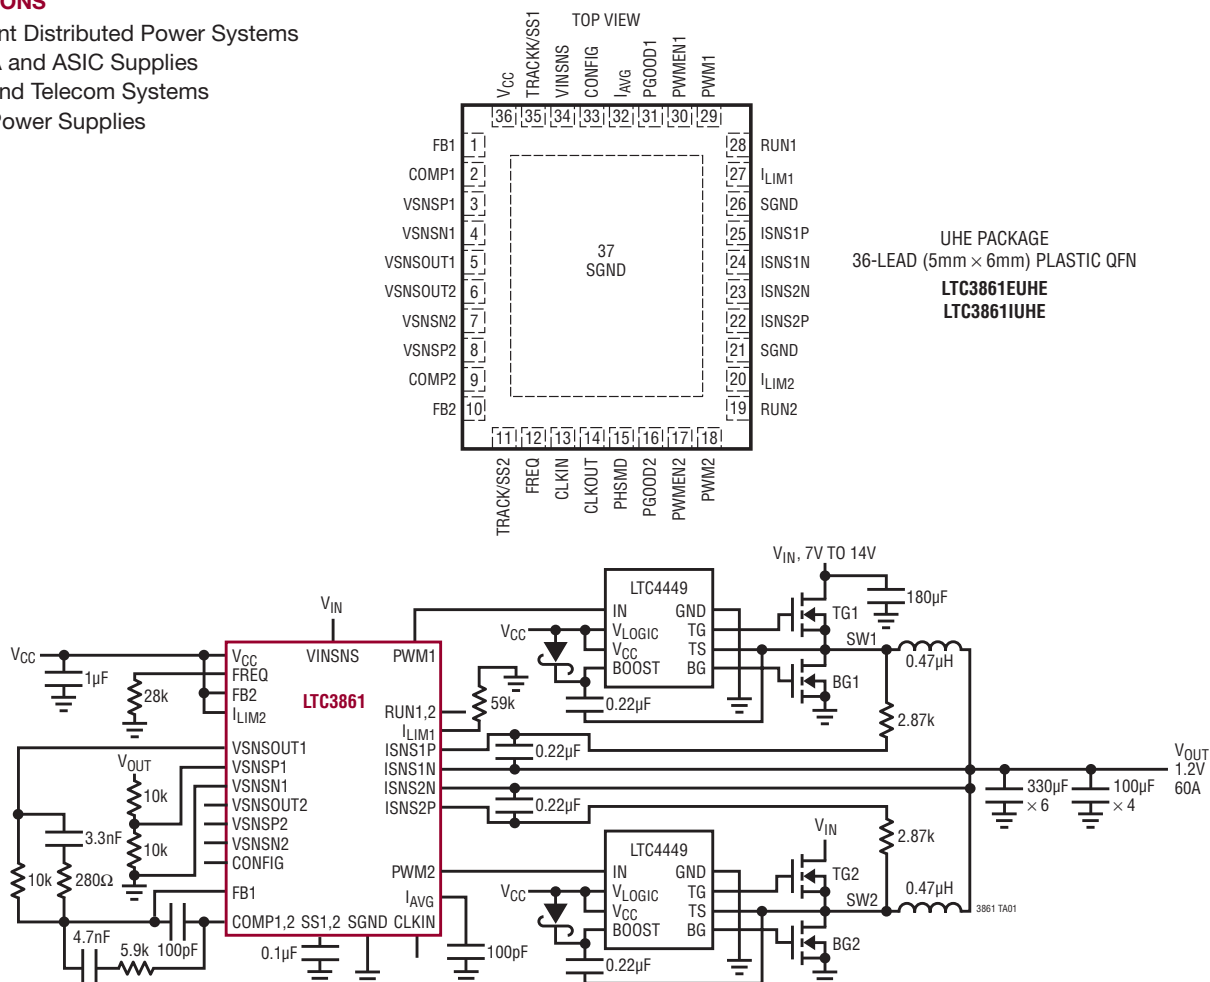 ONS
nt Distributed Power Systems
A and ASIC Supplies
nd Telecom Systems
Power Supplies
TOP VIEW
VCC
TRACKK/SS1
VINSNS
CONFIG
IAVG
PGOOD1
PWMEN1
PWM1
36 35 34 33 32 31 30 29
FB1 1
COMP1 2
VSNSP1 3
VSNSN1 4
VSNSOUT1 5
VSNSOUT2 6
VSNSN2 7
VSNSP2 8
COMP2 9
FB2 10
28 RUN1
27 ILIM1
26 SGND
25 ISNS1P
24 ISNS1N
23 ISNS2N
22 ISNS2P
21 SGND
20 ILIM2
19 RUN2
37
SGND
11 12 13 14 15 16 17 18
TRACK/SS2
FREQ
CLKIN
CLKOUT
PHSMD
PGOOD2
PWMEN2
PWM2
UHE PACKAGE
36-LEAD (5mm × 6mm) PLASTIC QFN
LTC3861EUHE
LTC3861IUHE
VCC
1µF
28k
VIN
VINSNS
PWM1
LTC3861
VCC
FREQ
FB2
ILIM2
VSNSOUT1
VSNSP1
VSNSN1
VSNSOUT2
VSNSP2
VSNSN2
CONFIG
FB1
COMP1,2 SS1,2 SGND CLKIN
RUN1,2
ILIM1
ISNS1P
ISNS1N
ISNS2N
ISNS2P
PWM2
IAVG
VOUT
10k
10k
3.3nF
10k
280Ω
4.7nF
5.9k
100pF
0.1µF
100pF
59k
0.22µF
0.22µF
VCC
LTC4449
IN GND
VLOGIC TG
VCC TS
BOOST BG
0.22µF
VIN, 7V TO 14V
180µF
TG1
SW1
BG1
0.47µH
2.87k
VOUT
1.2V
60A
330µF
× 6
100µF
× 4
VCC
LTC4449
IN GND
VLOGIC TG
VCC TS
BOOST BG
0.22µF
VIN
TG2
SW2
BG2
2.87k
0.47µH
3861 TA01